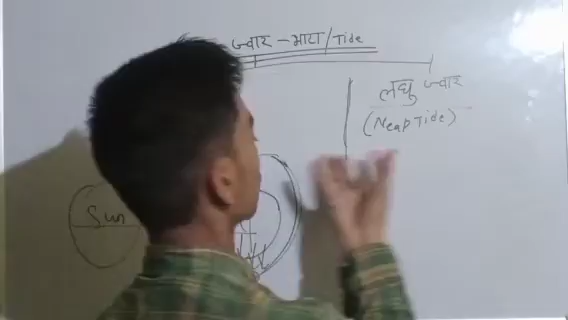 ज्वार - भाटा / Tide
लघु ज्वार
(Neap Tide)
Sun